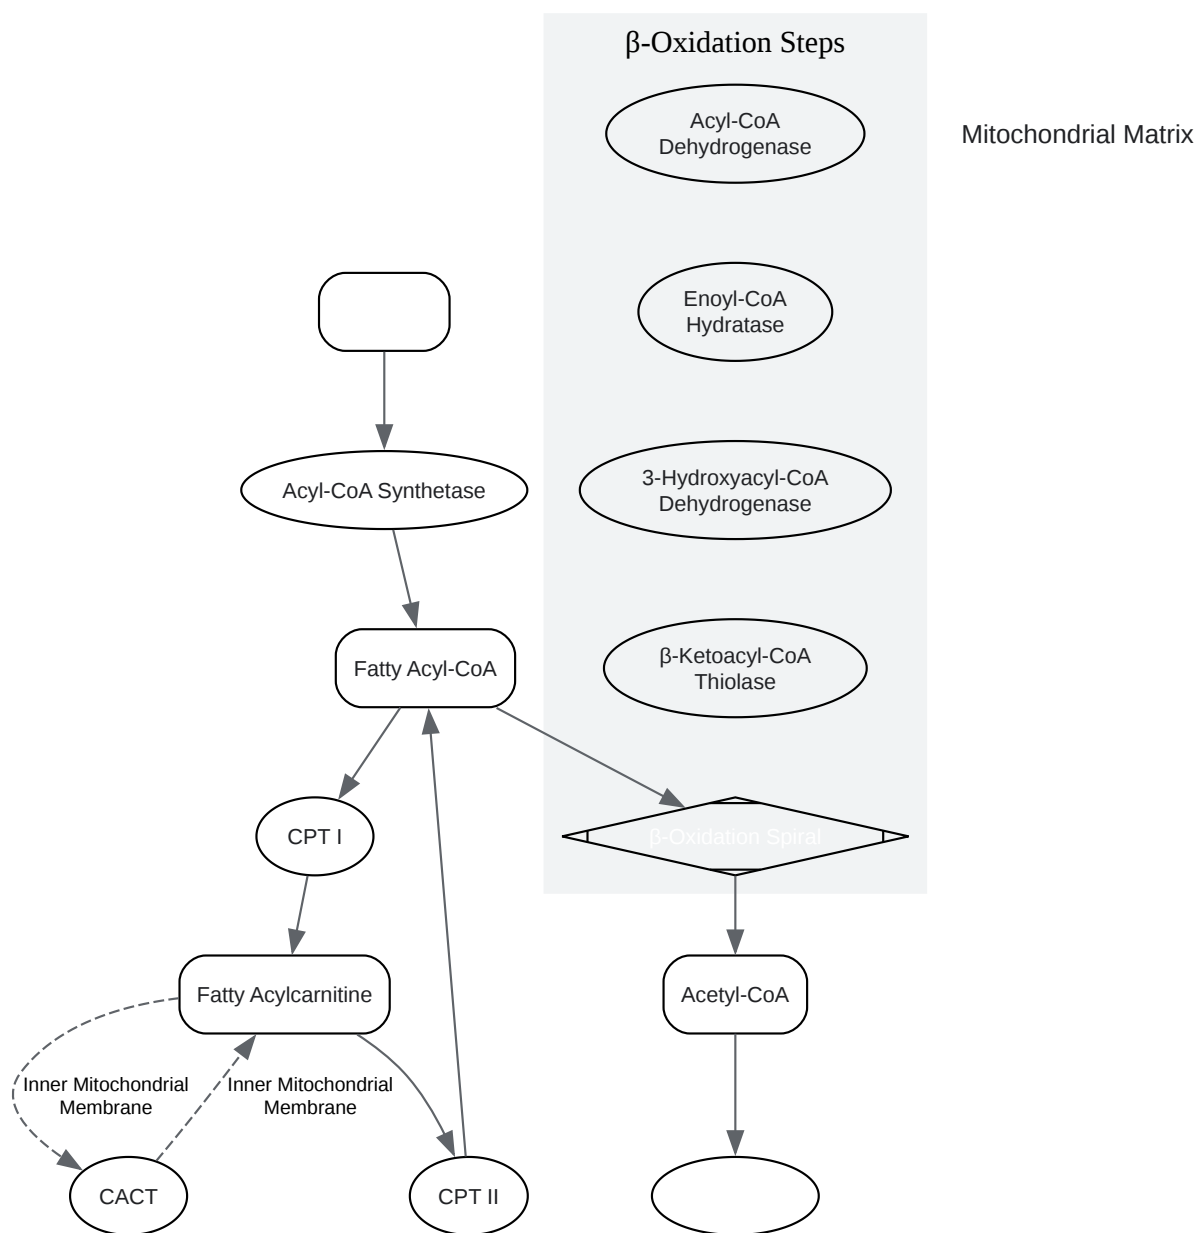 β-Oxidation Steps
Acyl-CoA
Dehydrogenase
Mitochondrial Matrix
Enoyl-CoA
Hydratase
Acyl-CoA Synthetase
3-Hydroxyacyl-CoA
Dehydrogenase
Fatty Acyl-CoA
β-Ketoacyl-CoA
Thiolase
CPT I
β-Oxidation Spiral
Fatty Acylcarnitine
Acetyl-CoA
Inner Mitochondrial
Membrane
Inner Mitochondrial
Membrane
CACT
CPT II